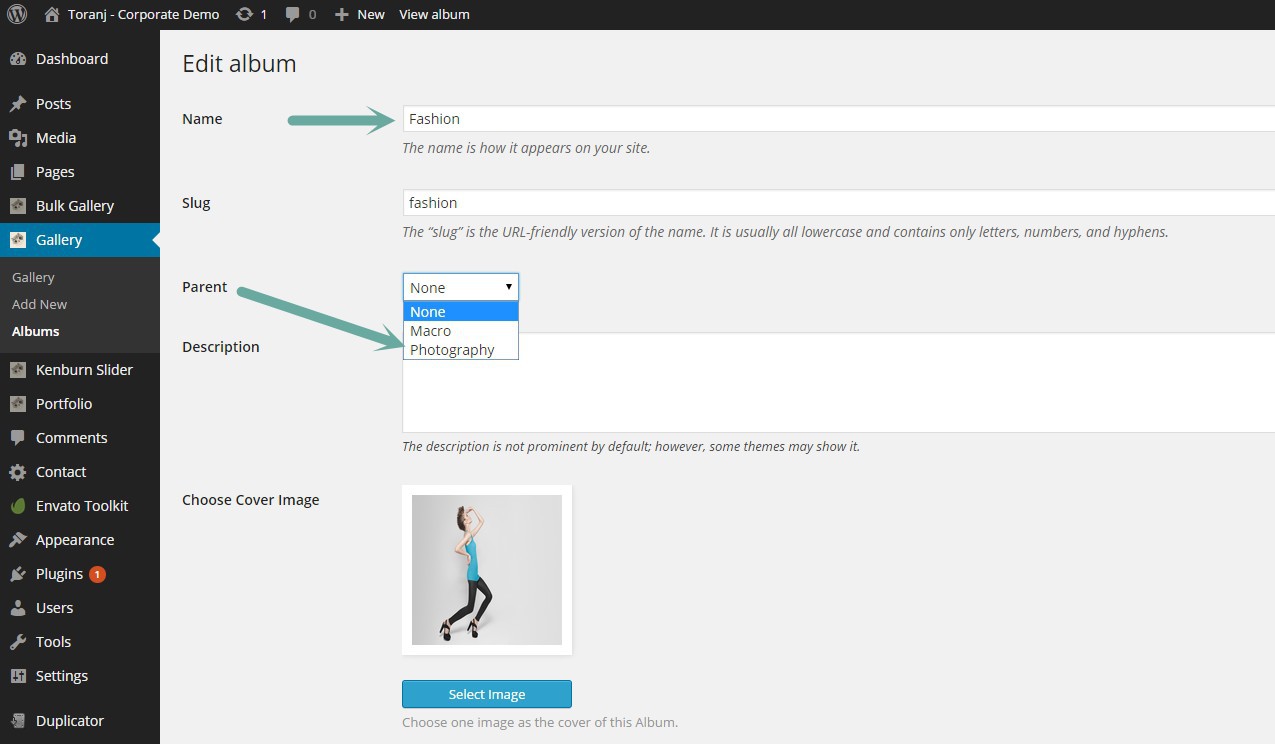 Toranj - Corporate Demo 1 0 New View album
Dashboard
Posts
Media
Pages
Bulk Gallery
Gallery
Gallery
Add New
Albums
Kenburn Slider
Portfolio
Comments
Contact
Envato Toolkit
Appearance
Plugins 1
Users
Tools
Settings
Duplicator
Edit album
Name
Fashion
The name is how it appears on your site.
Slug
fashion
The “slug” is the URL-friendly version of the name. It is usually all lowercase and contains only letters, numbers, and hyphens.
Parent
None
None
Macro
Photography
Description
The description is not prominent by default; however, some themes may show it.
Choose Cover Image
Select Image
Choose one image as the cover of this Album.